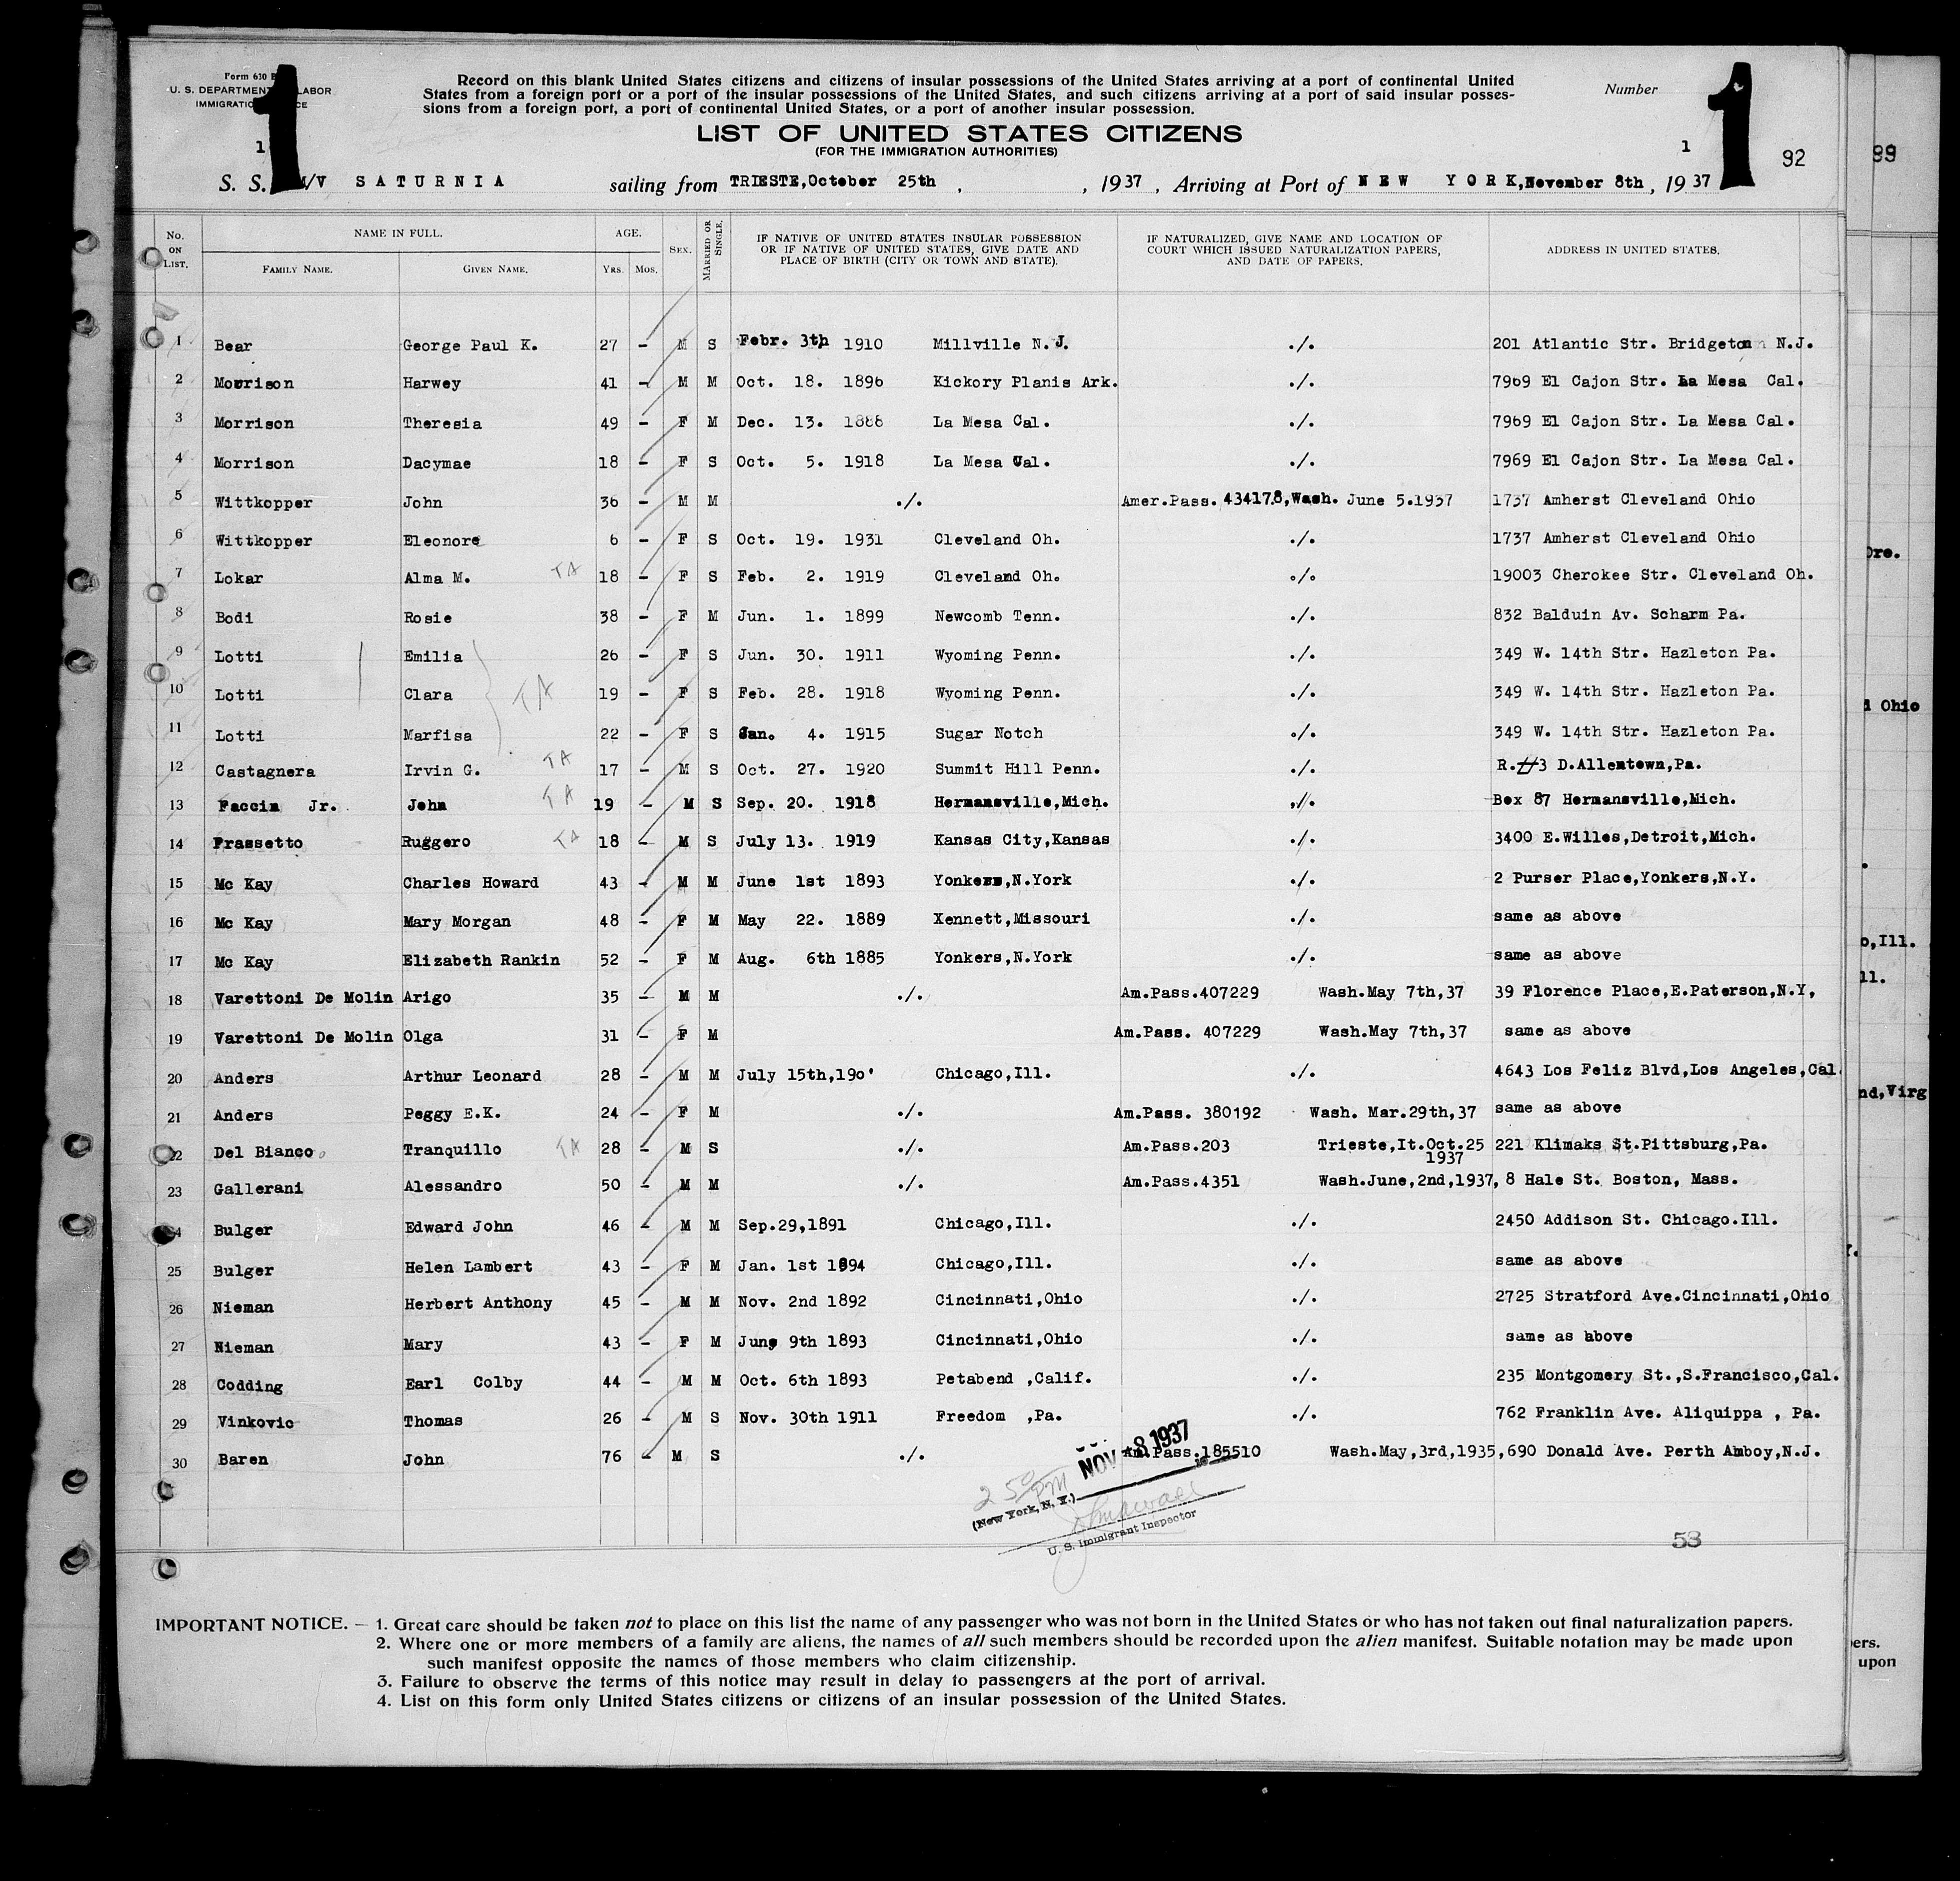 Form 630 B
U. S. DEPARTMENT LABOR
Record on this blank United States citizens and citizens of insular possessions of the United States arriving at a port of continental United
States from a foreign port or a port of the insular possessions of the United States, and such citizens arriving at a port of said insular posses-
sions from a foreign port, a port of continental United States, or a port of another insular possession.
Number
1 1
LIST OF UNITED STATES CITIZENS
(FOR THE IMMIGRATION AUTHORITIES)
1 1 92 99
S. S. M/V SATURNIA sailing from TRIESTE,October 25th , , 1937 , Arriving at Port of NEW YORK,November 8th , 1937
No. ON LIST. NAME IN FULL. FAMILY NAME. GIVEN NAME. AGE. YRS. MOS. SEX. MARRIED OR SINGLE. IF NATIVE OF UNITED STATES INSULAR POSSESSION OR IF NATIVE OF UNITED STATES, GIVE DATE AND PLACE OF BIRTH (CITY OR TOWN AND STATE). IF NATURALIZED, GIVE NAME AND LOCATION OF COURT WHICH ISSUED NATURALIZATION PAPERS, AND DATE OF PAPERS. ADDRESS IN UNITED STATES.
1 Bear George Paul K. 27 - M S Febr. 3th 1910 Millville N.J. ./. 201 Atlantic Str. Bridgeton N.J.
2 Morrison Harwey 41 - M M Oct. 18. 1896 Kickory Planis Ark. ./. 7969 El Cajon Str. La Mesa Cal.
3 Morrison Theresia 49 - F M Dec. 13. 1888 La Mesa Cal. ./. 7969 El Cajon Str. La Mesa Cal.
4 Morrison Dacymae 18 - F S Oct. 5. 1918 La Mesa Cal. ./. 7969 El Cajon Str. La Mesa Cal.
5 Wittkopper John 36 - M M ./. Amer.Pass. 434178,Wash. June 5.1937 1737 Amherst Cleveland Ohio
6 Wittkopper Eleonore 6 - F S Oct. 19. 1931 Cleveland Oh. ./. 1737 Amherst Cleveland Ohio
7 Lokar Alma M. TA 18 - F S Feb. 2. 1919 Cleveland Oh. ./. 19003 Cherokee Str. Cleveland Oh.
8 Bodi Rosie 38 - F M Jun. 1. 1899 Newcomb Tenn. ./. 832 Balduin Av. Scharm Pa.
9 Lotti Emilia 26 - F S Jun. 30. 1911 Wyoming Penn. ./. 349 W. 14th Str. Hazleton Pa.
10 Lotti Clara TA 19 - F S Feb. 28. 1918 Wyoming Penn. ./. 349 W. 14th Str. Hazleton Pa.
11 Lotti Marfisa 22 - F S Jan. 4. 1915 Sugar Notch ./. 349 W. 14th Str. Hazleton Pa.
12 Castagnera Irvin G. TA 17 - M S Oct. 27. 1920 Summit Hill Penn. ./. R.#3 D.Allentown,Pa.
13 Faccin Jr. John TA 19 - M S Sep. 20. 1918 Hermansville,Mich. ./. Box 87 Hermansville,Mich.
14 Frassetto Ruggero TA 18 - M S July 13. 1919 Kansas City,Kansas ./. 3400 E.Willes,Detroit,Mich.
15 Mc Kay Charles Howard 43 - M M June 1st 1893 Yonkers,N.York ./. 2 Purser Place,Yonkers,N.Y.
16 Mc Kay Mary Morgan 48 - F M May 22. 1889 Xennett,Missouri ./. same as above
17 Mc Kay Elizabeth Rankin 52 - F M Aug. 6th 1885 Yonkers,N.York ./. same as above
18 Varettoni De Molin Arigo 35 - M M ./. Am.Pass.407229 Wash.May 7th,37 39 Florence Place,E.Paterson,N.Y,
19 Varettoni De Molin Olga 31 - F M Am.Pass. 407229 Wash.May 7th,37 same as above
20 Anders Arthur Leonard 28 - M M July 15th,190' Chicago,Ill. ./. 4643 Los Feliz Blvd,Los Angeles,Cal.
21 Anders Peggy E.K. 24 - F M ./. Am.Pass. 380192 Wash. Mar.29th,37 same as above
22 Del Bianco Tranquillo TA 28 - M S ./. Am.Pass.203 Trieste,It.Oct.25 1937 221 Klimaks St.Pittsburg,Pa.
23 Gallerani Alessandro 50 - M M ./. Am.Pass.4351 Wash.June,2nd,1937, 8 Hale St. Boston, Mass.
4 Bulger Edward John 46 - M M Sep.29,1891 Chicago,Ill. ./. 2450 Addison St. Chicago.Ill.
25 Bulger Helen Lambert 43 - F M Jan. 1st 1894 Chicago,Ill. ./. same as above
26 Nieman Herbert Anthony 45 - M M Nov. 2nd 1892 Cincinnati,Ohio ./. 2725 Stratford Ave.Cincinnati,Ohio
27 Nieman Mary 43 - F M June 9th 1893 Cincinnati,Ohio ./. same as above
28 Codding Earl Colby 44 - M M Oct. 6th 1893 Petabend ,Calif. ./. 235 Montgomery St.,S.Francisco,Cal.
29 Vinkovic Thomas 26 - M S Nov. 30th 1911 Freedom ,Pa. ./. 762 Franklin Ave. Aliquippa , Pa.
30 Baren John 76 - M S ./. Am.Pass.185510 Wash.May,3rd,1935, 690 Donald Ave. Perth Amboy,N.J.
NOV -8 1937
2 50 PM
(New York, N. Y.)
U. S. Immigrant Inspector
53
IMPORTANT NOTICE. — 1. Great care should be taken not to place on this list the name of any passenger who was not born in the United States or who has not taken out final naturalization papers.
2. Where one or more members of a family are aliens, the names of all such members should be recorded upon the alien manifest. Suitable notation may be made upon
such manifest opposite the names of those members who claim citizenship.
3. Failure to observe the terms of this notice may result in delay to passengers at the port of arrival.
4. List on this form only United States citizens or citizens of an insular possession of the United States.
Ohio
nd,Virg
ers.
upon